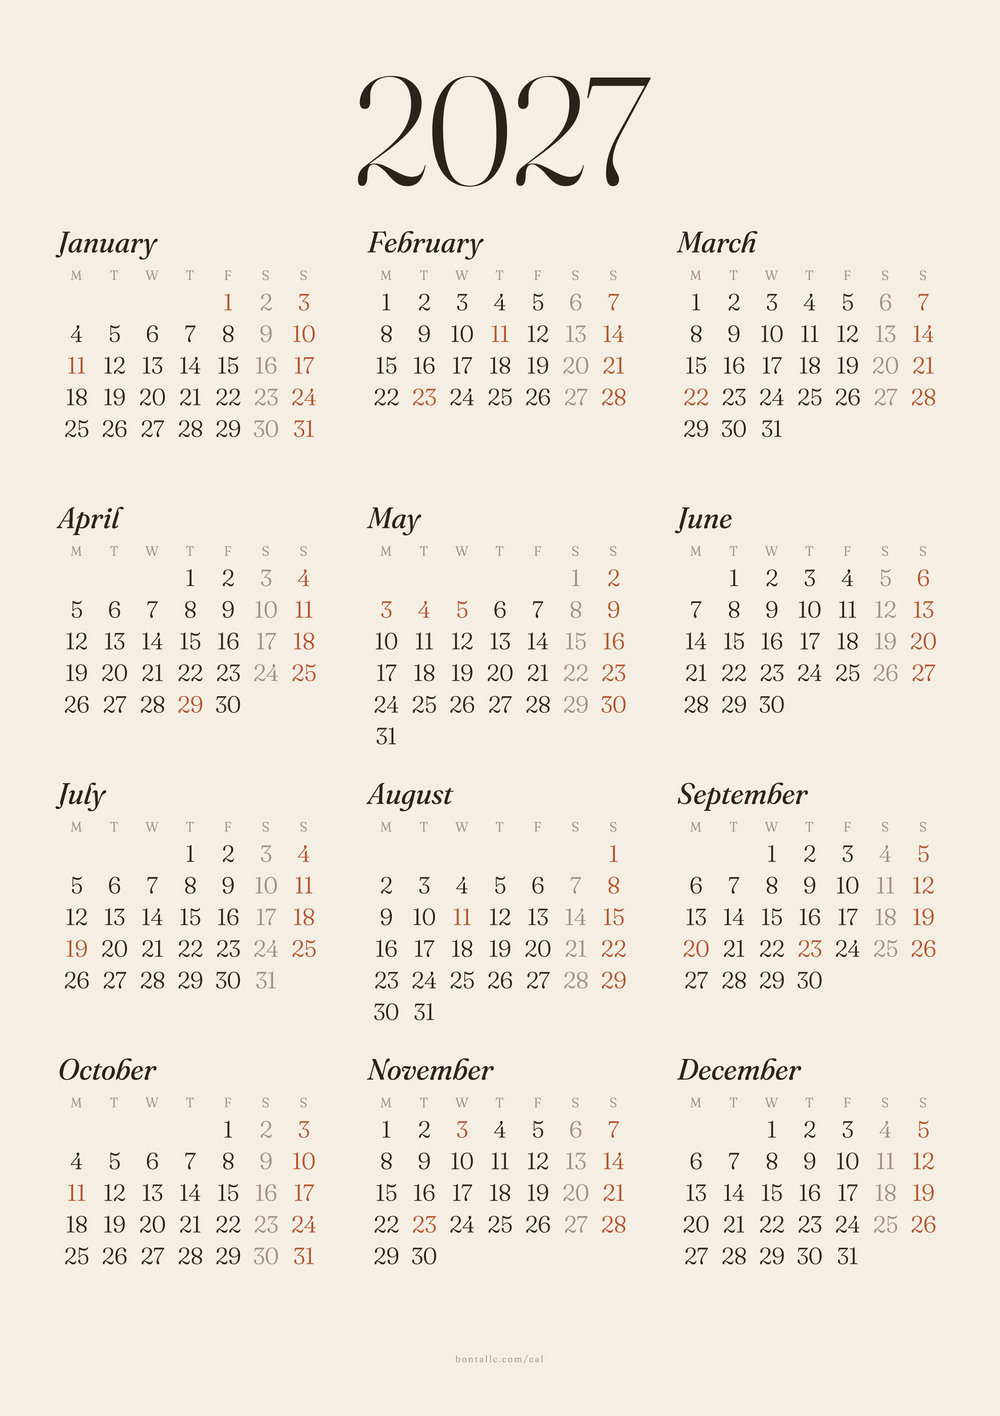 2027
January
M T W T F S S
1 2 3
4 5 6 7 8 9 10
11 12 13 14 15 16 17
18 19 20 21 22 23 24
25 26 27 28 29 30 31
February
M T W T F S S
1 2 3 4 5 6 7
8 9 10 11 12 13 14
15 16 17 18 19 20 21
22 23 24 25 26 27 28
March
M T W T F S S
1 2 3 4 5 6 7
8 9 10 11 12 13 14
15 16 17 18 19 20 21
22 23 24 25 26 27 28
29 30 31
April
M T W T F S S
1 2 3 4
5 6 7 8 9 10 11
12 13 14 15 16 17 18
19 20 21 22 23 24 25
26 27 28 29 30
May
M T W T F S S
1 2
3 4 5 6 7 8 9
10 11 12 13 14 15 16
17 18 19 20 21 22 23
24 25 26 27 28 29 30
31
June
M T W T F S S
1 2 3 4 5 6
7 8 9 10 11 12 13
14 15 16 17 18 19 20
21 22 23 24 25 26 27
28 29 30
July
M T W T F S S
1 2 3 4
5 6 7 8 9 10 11
12 13 14 15 16 17 18
19 20 21 22 23 24 25
26 27 28 29 30 31
August
M T W T F S S
1
2 3 4 5 6 7 8
9 10 11 12 13 14 15
16 17 18 19 20 21 22
23 24 25 26 27 28 29
30 31
September
M T W T F S S
1 2 3 4 5
6 7 8 9 10 11 12
13 14 15 16 17 18 19
20 21 22 23 24 25 26
27 28 29 30
October
M T W T F S S
1 2 3
4 5 6 7 8 9 10
11 12 13 14 15 16 17
18 19 20 21 22 23 24
25 26 27 28 29 30 31
November
M T W T F S S
1 2 3 4 5 6 7
8 9 10 11 12 13 14
15 16 17 18 19 20 21
22 23 24 25 26 27 28
29 30
December
M T W T F S S
1 2 3 4 5
6 7 8 9 10 11 12
13 14 15 16 17 18 19
20 21 22 23 24 25 26
27 28 29 30 31
bontallc.com/cal